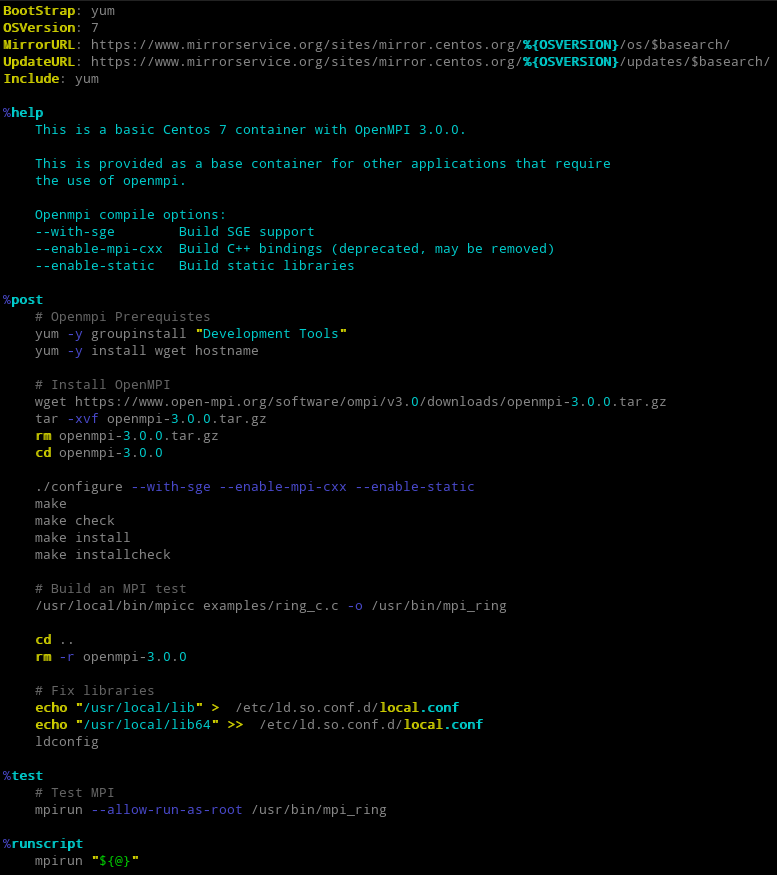 BootStrap: yum
OSVersion: 7
MirrorURL: https://www.mirrorservice.org/sites/mirror.centos.org/%{OSVERSION}/os/$basearch/
UpdateURL: https://www.mirrorservice.org/sites/mirror.centos.org/%{OSVERSION}/updates/$basearch/
Include: yum

%help
    This is a basic Centos 7 container with OpenMPI 3.0.0.

    This is provided as a base container for other applications that require
    the use of openmpi.

    Openmpi compile options:
    --with-sge        Build SGE support
    --enable-mpi-cxx  Build C++ bindings (deprecated, may be removed)
    --enable-static   Build static libraries

%post
    # Openmpi Prerequistes
    yum -y groupinstall "Development Tools"
    yum -y install wget hostname

    # Install OpenMPI
    wget https://www.open-mpi.org/software/ompi/v3.0/downloads/openmpi-3.0.0.tar.gz
    tar -xvf openmpi-3.0.0.tar.gz
    rm openmpi-3.0.0.tar.gz
    cd openmpi-3.0.0

    ./configure --with-sge --enable-mpi-cxx --enable-static
    make
    make check
    make install
    make installcheck

    # Build an MPI test
    /usr/local/bin/mpicc examples/ring_c.c -o /usr/bin/mpi_ring

    cd ..
    rm -r openmpi-3.0.0

    # Fix libraries
    echo "/usr/local/lib" >  /etc/ld.so.conf.d/local.conf
    echo "/usr/local/lib64" >>  /etc/ld.so.conf.d/local.conf
    ldconfig

%test
    # Test MPI
    mpirun --allow-run-as-root /usr/bin/mpi_ring

%runscript
    mpirun "${@}"